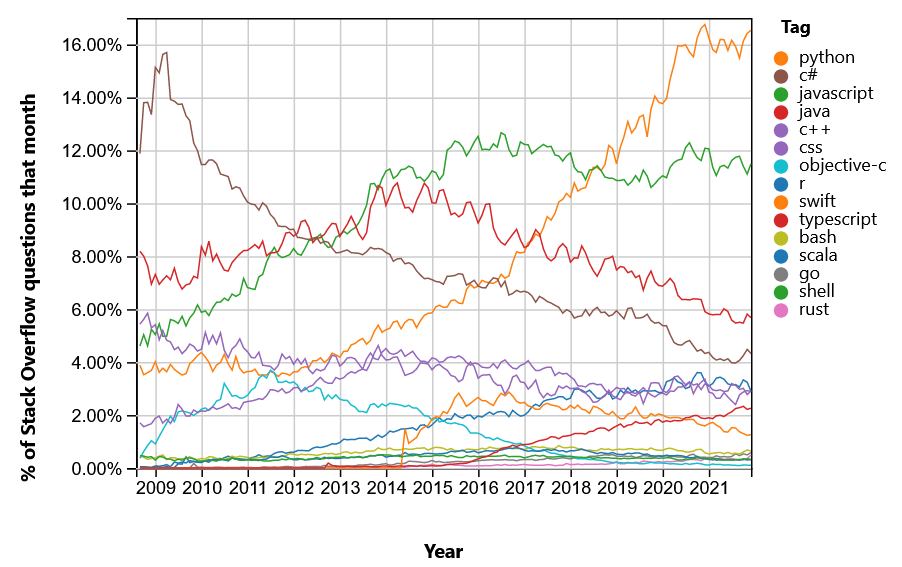 % of Stack Overflow questions that month
16.00%
14.00%
12.00%
10.00%
8.00%
6.00%
4.00%
2.00%
0.00%
2009 2010 2011 2012 2013 2014 2015 2016 2017 2018 2019 2020 2021
Year
Tag
python
c#
javascript
java
c++
css
objective-c
r
swift
typescript
bash
scala
go
shell
rust